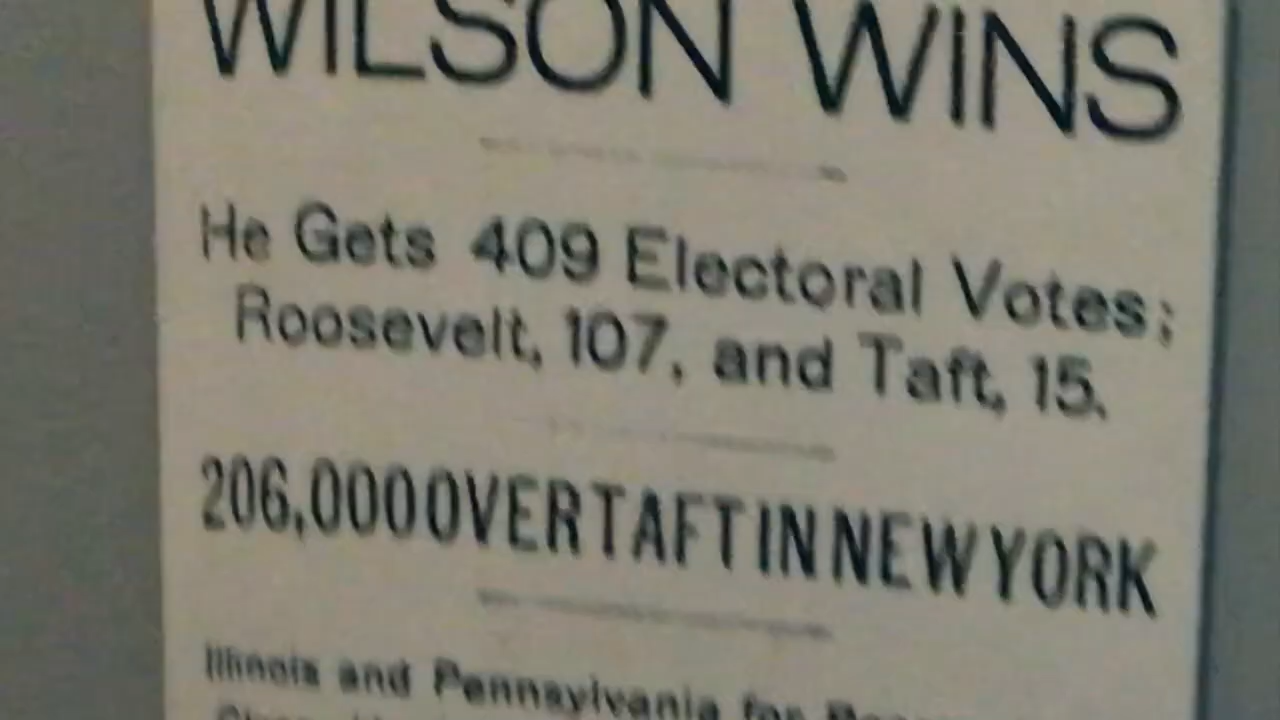 WILSON WINS
He Gets 409 Electoral Votes;
Roosevelt, 107, and Taft, 15.
206,000 OVER TAFT IN NEW YORK
Illinois and Pennsylvania for